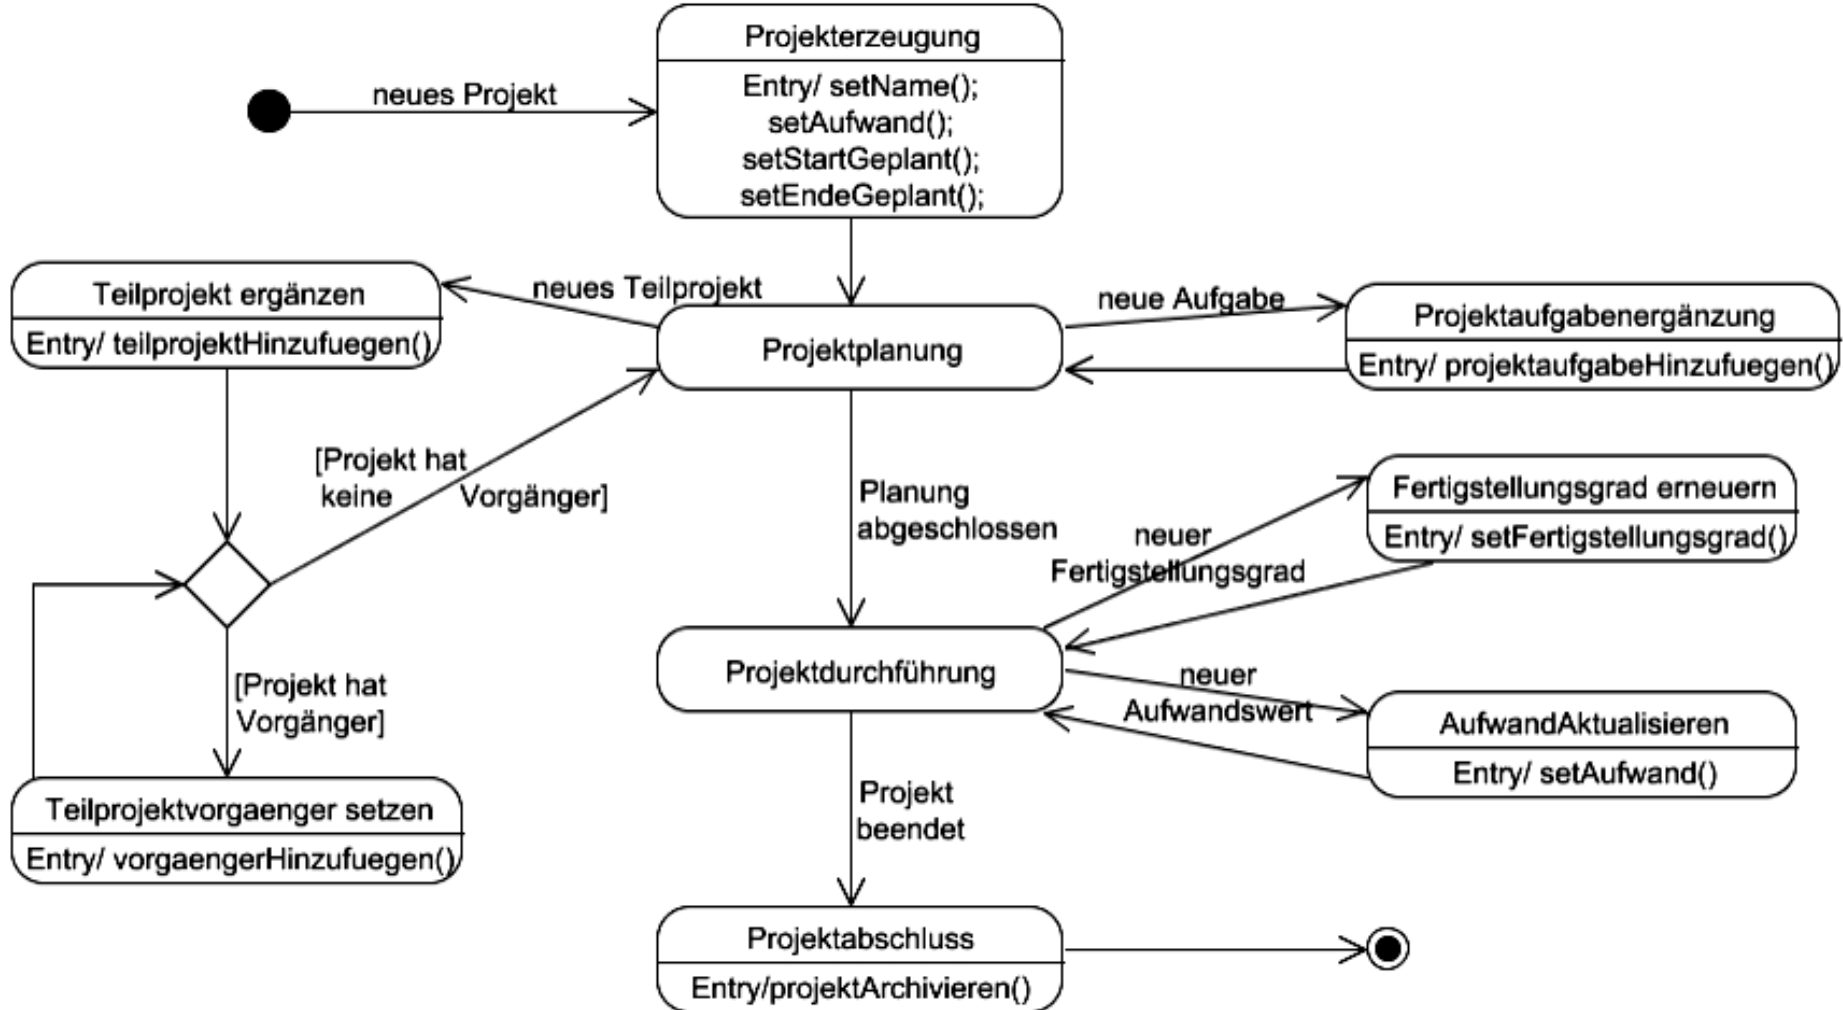 Projekterzeugung
neues Projekt
Entry/ setName();
setAufwand();
setStartGeplant();
setEndeGeplant();
Teilprojekt ergänzen
Entry/ teilprojektHinzufuegen()
neues Teilprojekt
Projektplanung
neue Aufgabe
Projektaufgabenergänzung
Entry/ projektaufgabeHinzufuegen()
[Projekt hat
keine Vorgänger]
Planung
abgeschlossen
neuer
Fertigstellungsgrad
Fertigstellungsgrad erneuern
Entry/ setFertigstellungsgrad()
[Projekt hat
Vorgänger]
Projektdurchführung
neuer
Aufwandswert
AufwandAktualisieren
Entry/ setAufwand()
Teilprojektvorgaenger setzen
Entry/ vorgaengerHinzufuegen()
Projekt
beendet
Projektabschluss
Entry/projektArchivieren()